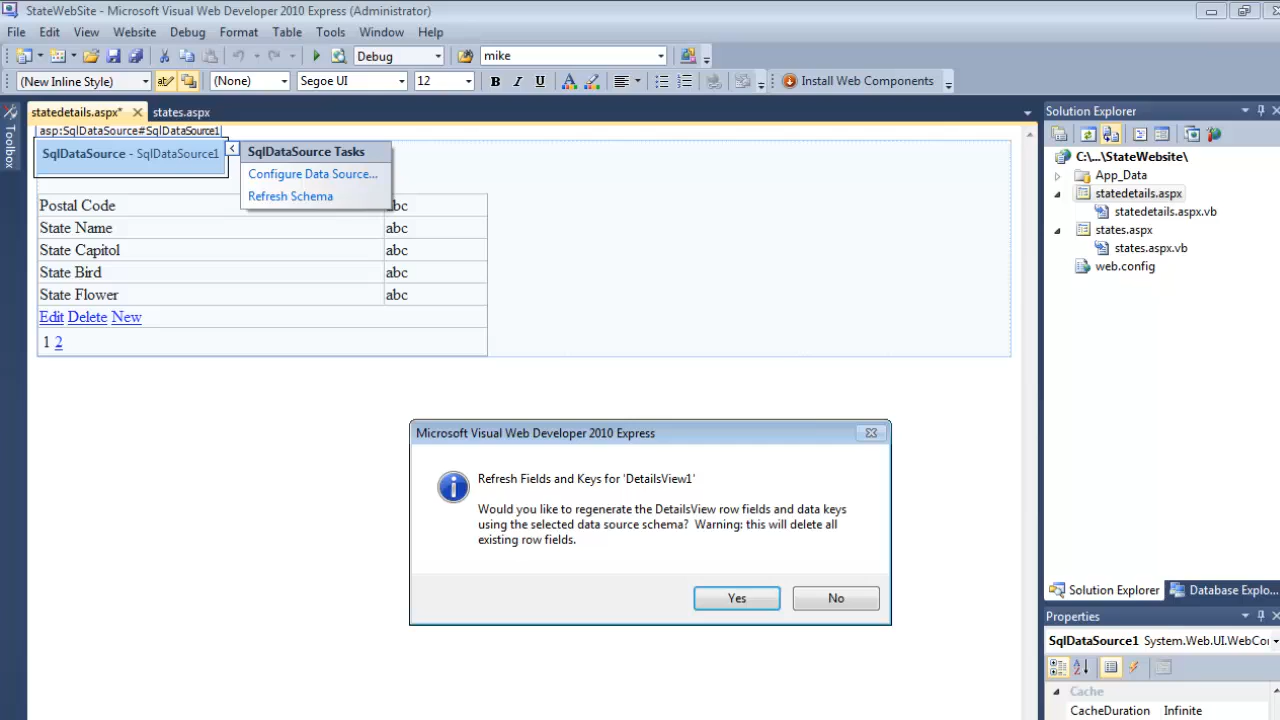 StateWebSite - Microsoft Visual Web Developer 2010 Express (Administrator)
File Edit View Website Debug Format Table Tools Window Help
Debug mike
(New Inline Style) (None) Segoe UI 12 B I U A Install Web Components
statedetails.aspx* states.aspx
Toolbox
asp:SqlDataSource#SqlDataSource1
SqlDataSource - SqlDataSource1
SqlDataSource Tasks
Configure Data Source...
Refresh Schema
Postal Code abc
State Name abc
State Capitol abc
State Bird abc
State Flower abc
Edit Delete New
1 2
Microsoft Visual Web Developer 2010 Express
Refresh Fields and Keys for 'DetailsView1'
Would you like to regenerate the DetailsView row fields and data keys
using the selected data source schema? Warning: this will delete all
existing row fields.
Yes No
Solution Explorer
C:\...\StateWebsite\
App_Data
statedetails.aspx
statedetails.aspx.vb
states.aspx
states.aspx.vb
web.config
Solution Explorer Database Explo...
Properties
SqlDataSource1 System.Web.UI.WebCo
Cache
CacheDuration Infinite